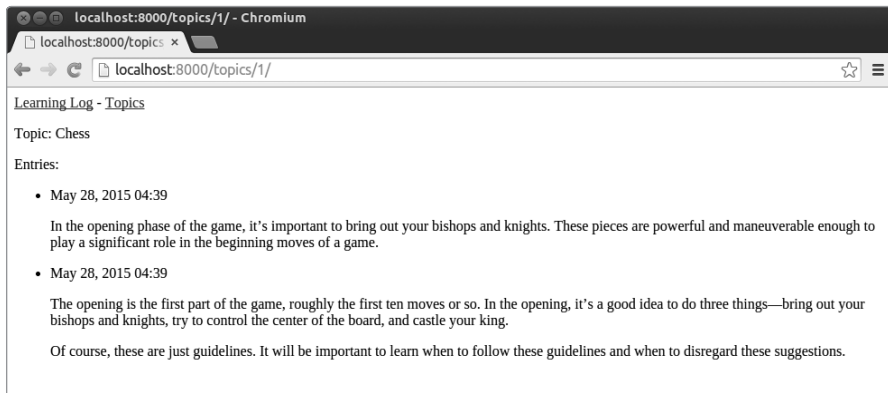 localhost:8000/topics/1/ - Chromium
localhost:8000/topics
localhost:8000/topics/1/
Learning Log - Topics
Topic: Chess
Entries:
• May 28, 2015 04:39
In the opening phase of the game, it’s important to bring out your bishops and knights. These pieces are powerful and maneuverable enough to
play a significant role in the beginning moves of a game.
• May 28, 2015 04:39
The opening is the first part of the game, roughly the first ten moves or so. In the opening, it’s a good idea to do three things—bring out your
bishops and knights, try to control the center of the board, and castle your king.
Of course, these are just guidelines. It will be important to learn when to follow these guidelines and when to disregard these suggestions.